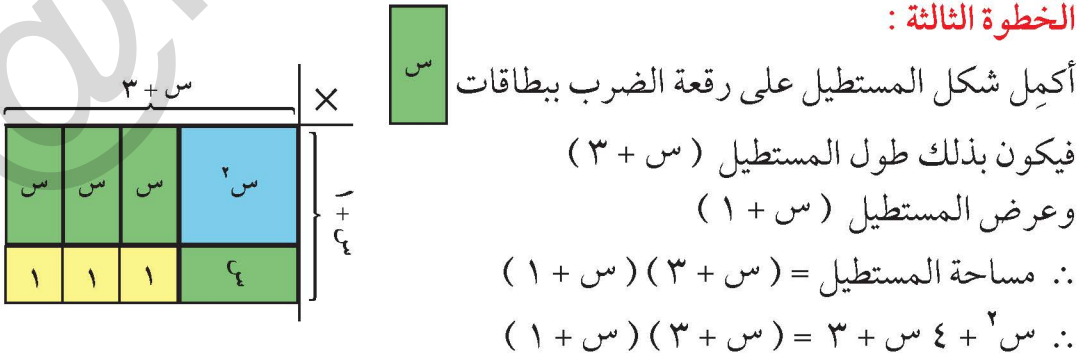 الخطوة الثالثة :
أكمِل شكل المستطيل على رقعة الضرب ببطاقات س
فيكون بذلك طول المستطيل ( س + ٣ )
وعرض المستطيل ( س + ١ )
∴ مساحة المستطيل = ( س + ٣ ) ( س + ١ )
∴ س٢ + ٤ س + ٣ = ( س + ٣ ) ( س + ١ )
×
س + ٣
س + ١
س٢ س س س
س ١ ١ ١